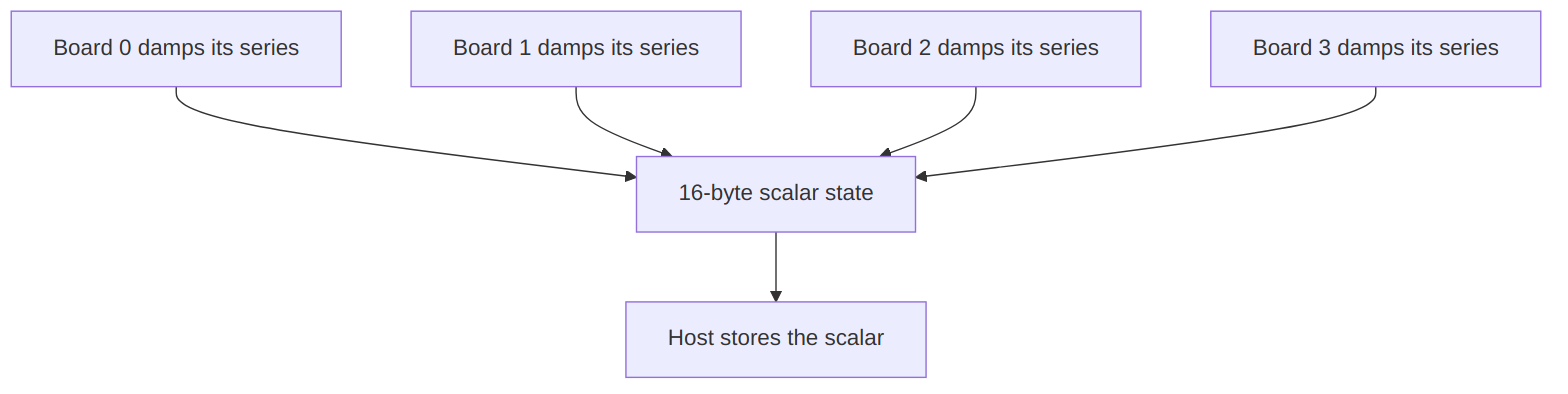 Board 0 damps its series
Board 1 damps its series
Board 2 damps its series
Board 3 damps its series
16-byte scalar state
Host stores the scalar